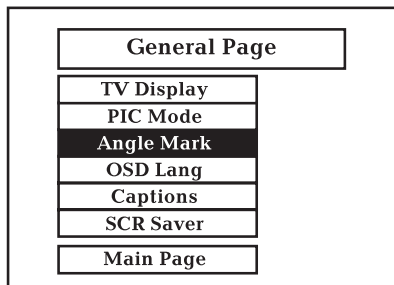 General Page
TV Display
PIC Mode
Angle Mark
OSD Lang
Captions
SCR Saver
Main Page